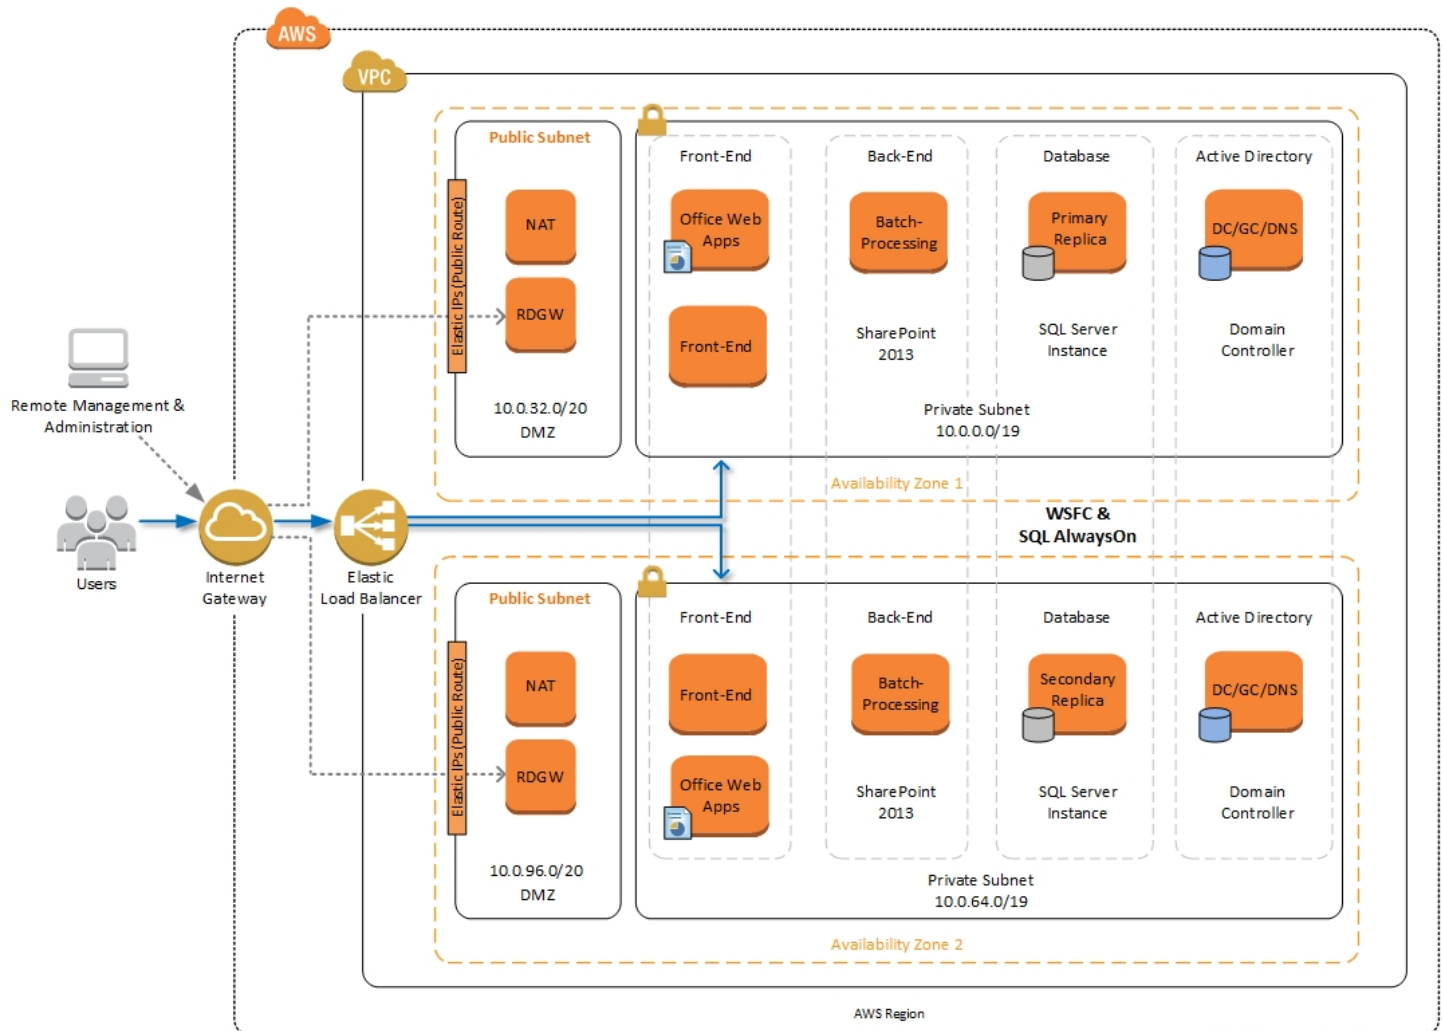 AWS
VPC
Public Subnet
NAT
RDGW
Elastic IPs (Public Route)
10.0.32.0/20
DMZ
Front-End
Office Web
Apps
Front-End
Back-End
Batch-
Processing
SharePoint
2013
Database
Primary
Replica
SQL Server
Instance
Active Directory
DC/GC/DNS
Domain
Controller
Private Subnet
10.0.0.0/19
Availability Zone 1
Remote Management &
Administration
Users
Internet
Gateway
Elastic
Load Balancer
WSFC &
SQL AlwaysOn
Public Subnet
NAT
RDGW
Elastic IPs (Public Route)
10.0.96.0/20
DMZ
Front-End
Front-End
Office Web
Apps
Back-End
Batch-
Processing
SharePoint
2013
Database
Secondary
Replica
SQL Server
Instance
Active Directory
DC/GC/DNS
Domain
Controller
Private Subnet
10.0.64.0/19
Availability Zone 2
AWS Region